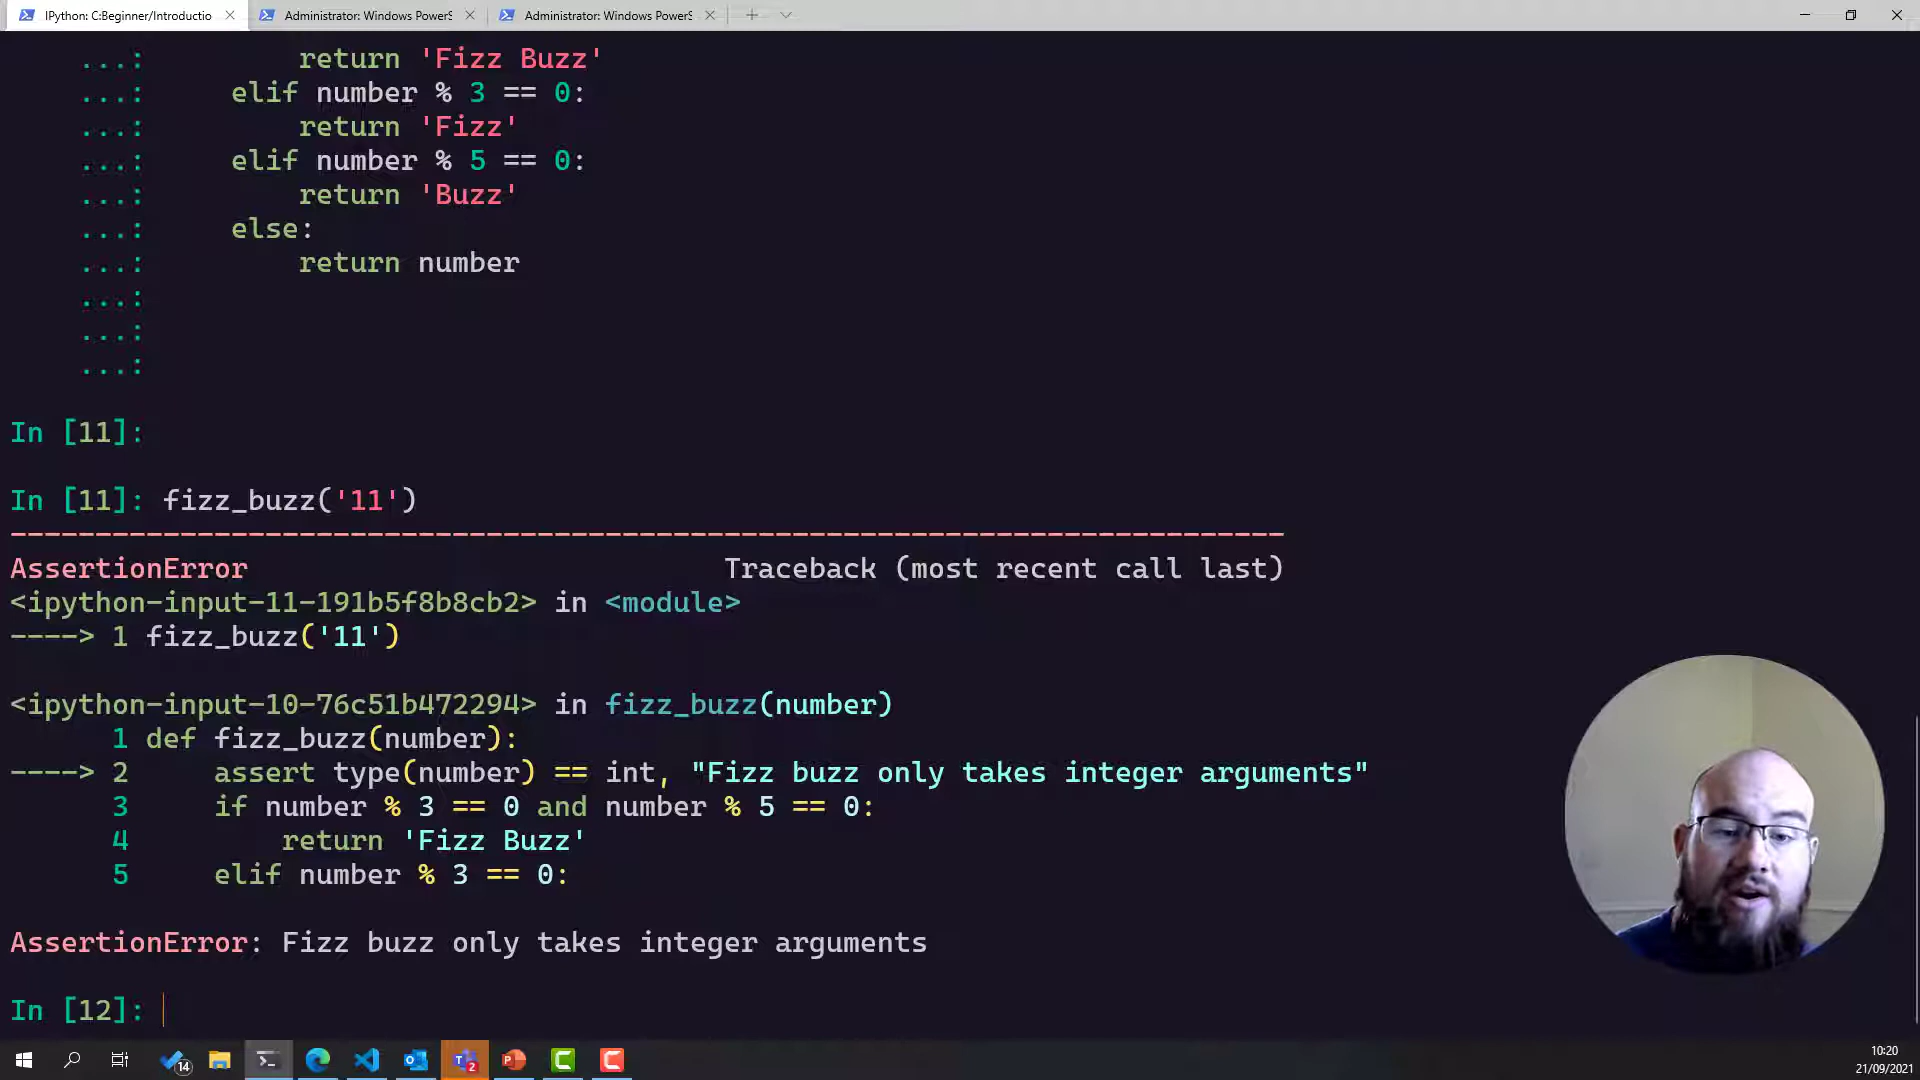 IPython: C:Beginner/Introductio
Administrator: Windows PowerS
Administrator: Windows PowerS
...: return 'Fizz Buzz'
...: elif number % 3 == 0:
...: return 'Fizz'
...: elif number % 5 == 0:
...: return 'Buzz'
...: else:
...: return number
...:
...:
...:
In [11]:
In [11]: fizz_buzz('11')
---------------------------------------------------------------------------
AssertionError Traceback (most recent call last)
<ipython-input-11-191b5f8b8cb2> in <module>
----> 1 fizz_buzz('11')
<ipython-input-10-76c51b472294> in fizz_buzz(number)
1 def fizz_buzz(number):
----> 2 assert type(number) == int, "Fizz buzz only takes integer arguments"
3 if number % 3 == 0 and number % 5 == 0:
4 return 'Fizz Buzz'
5 elif number % 3 == 0:
AssertionError: Fizz buzz only takes integer arguments
In [12]:
14
T
2
P
C
C
10:20
21/09/2021